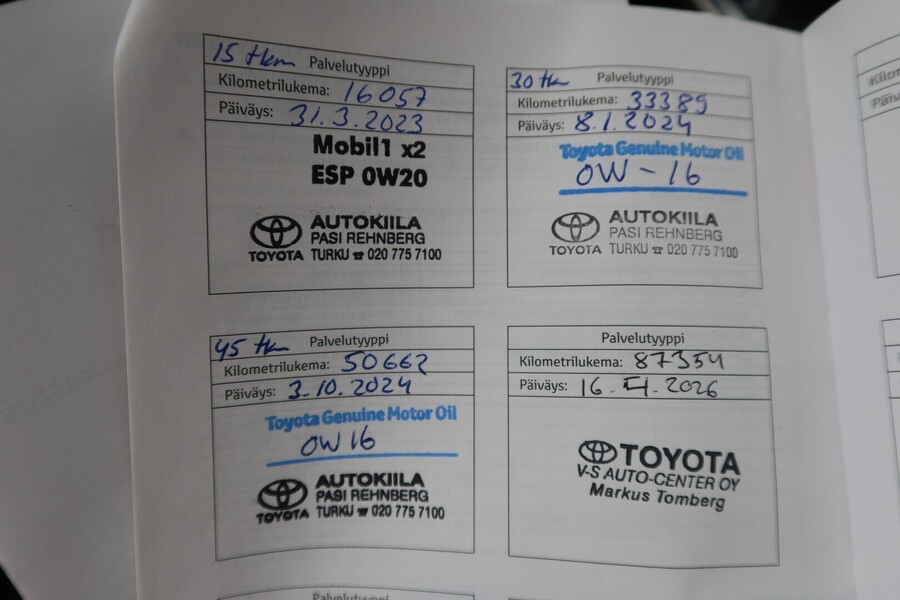 15 tkm Palvelutyyppi
Kilometrilukema: 16057
Päiväys: 31.3.2023
Mobil1 x2
ESP 0W20
TOYOTA
AUTOKIILA
PASI REHNBERG
TURKU ☎ 020 775 7100
30 tkm Palvelutyyppi
Kilometrilukema: 33389
Päiväys: 8.1.2024
Toyota Genuine Motor Oil
0W-16
TOYOTA
AUTOKIILA
PASI REHNBERG
TURKU ☎ 020 775 7100
45 tkm Palvelutyyppi
Kilometrilukema: 50662
Päiväys: 3.10.2024
Toyota Genuine Motor Oil
0W16
TOYOTA
AUTOKIILA
PASI REHNBERG
TURKU ☎ 020 775 7100
Palvelutyyppi
Kilometrilukema: 87354
Päiväys: 16. .2026
TOYOTA
V-S AUTO-CENTER OY
Markus Tomberg
Palvelutyyppi